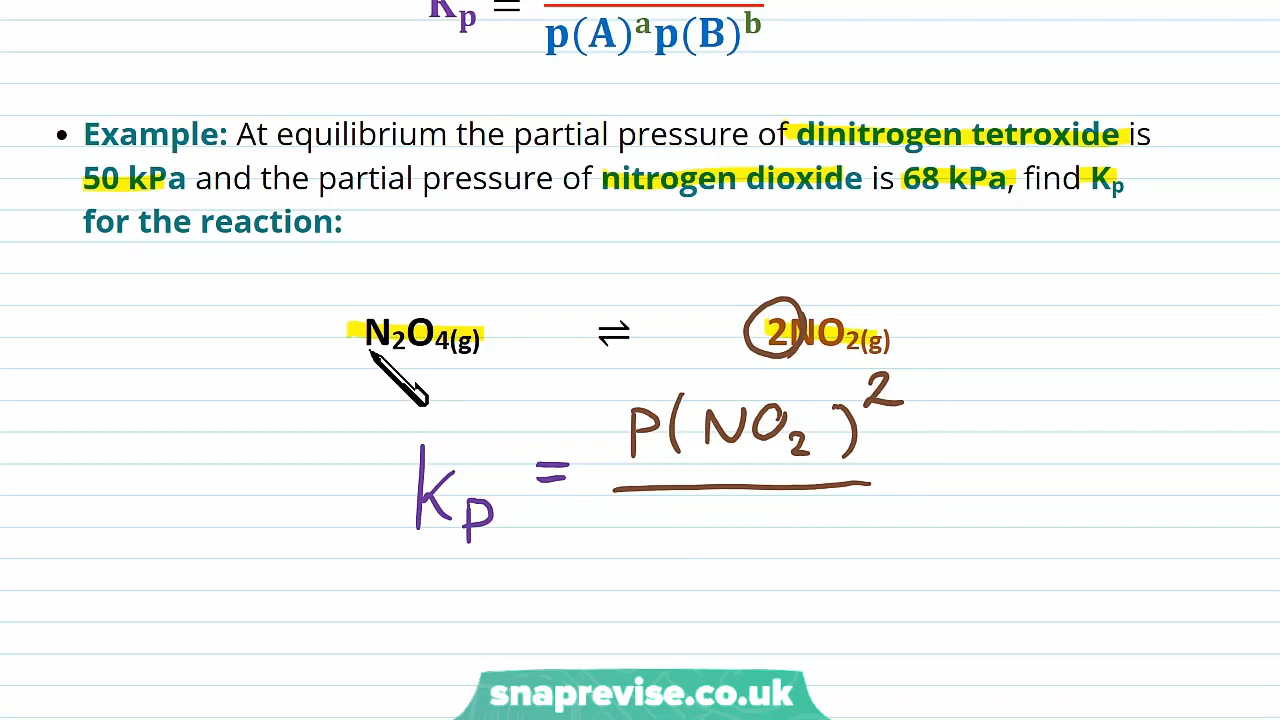 Kp =
p(A)ᵃp(B)ᵇ
• Example: At equilibrium the partial pressure of dinitrogen tetroxide is
50 kPa and the partial pressure of nitrogen dioxide is 68 kPa, find Kₚ
for the reaction:
N₂O₄(g) ⇌ 2NO₂(g)
P(NO₂)²
Kp =
snaprevise.co.uk